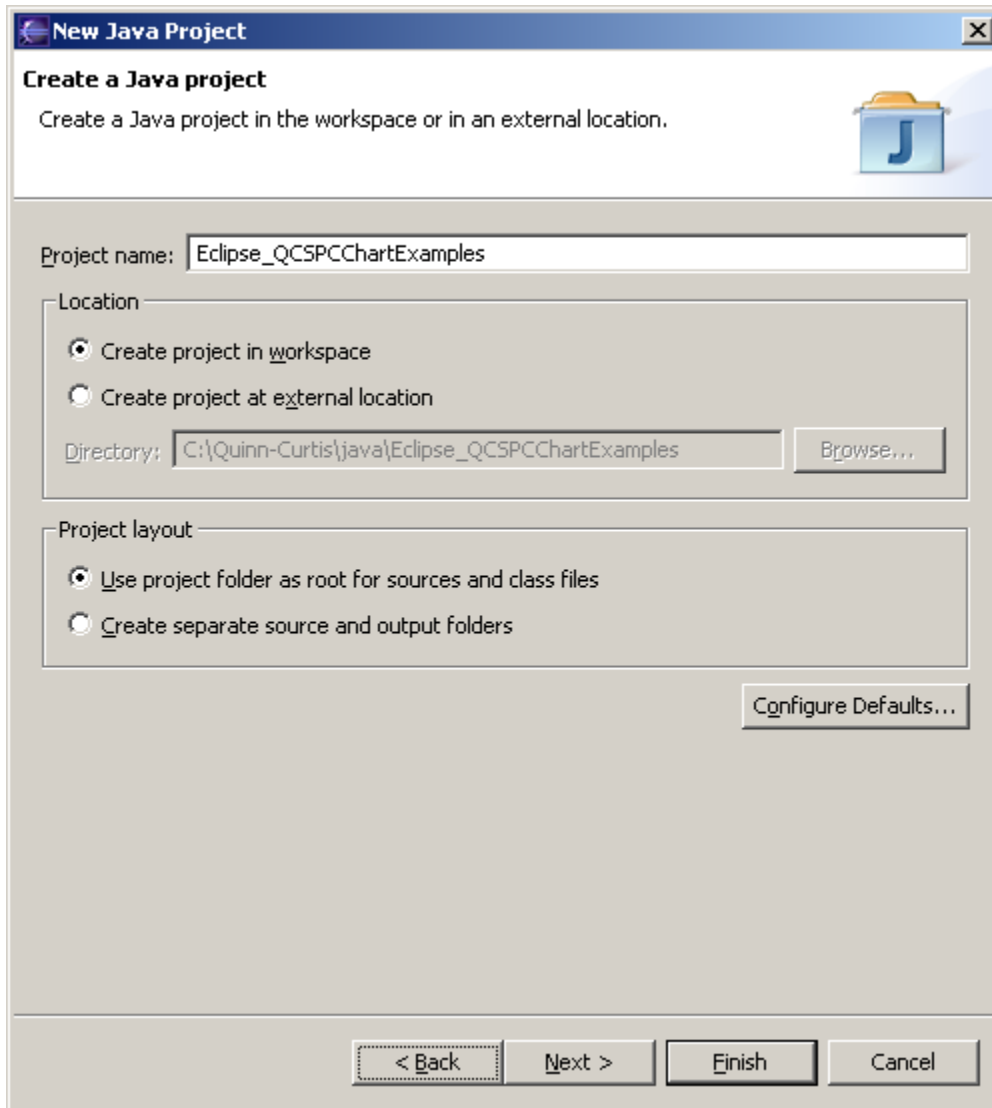 New Java Project
Create a Java project
Create a Java project in the workspace or in an external location.
J
Project name: Eclipse_QCSPCChartExamples
Location
Create project in workspace
Create project at external location
Directory: C:\Quinn-Curtis\java\Eclipse_QCSPCChartExamples Browse...
Project layout
Use project folder as root for sources and class files
Create separate source and output folders
Configure Defaults...
< Back Next > Finish Cancel